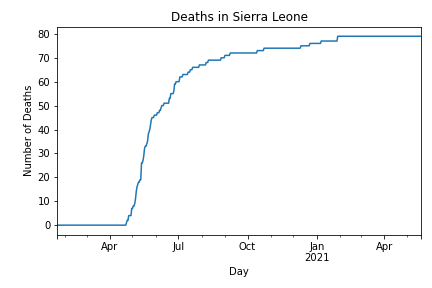 Deaths in Sierra Leone
80
70
60
50
40
30
20
10
0
Number of Deaths
Apr
Jul
Oct
Jan
2021
Apr
Day